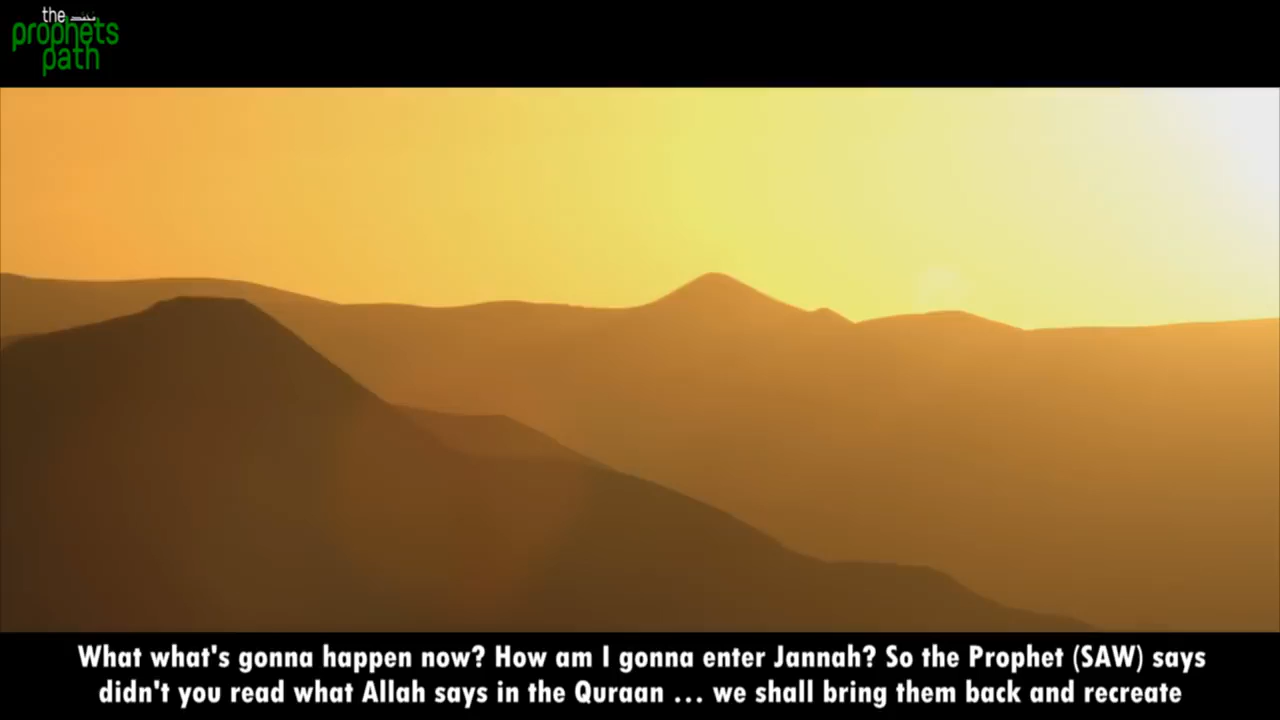 the محمد
prophets
path
What what's gonna happen now? How am I gonna enter Jannah? So the Prophet (SAW) says
didn't you read what Allah says in the Quraan ... we shall bring them back and recreate